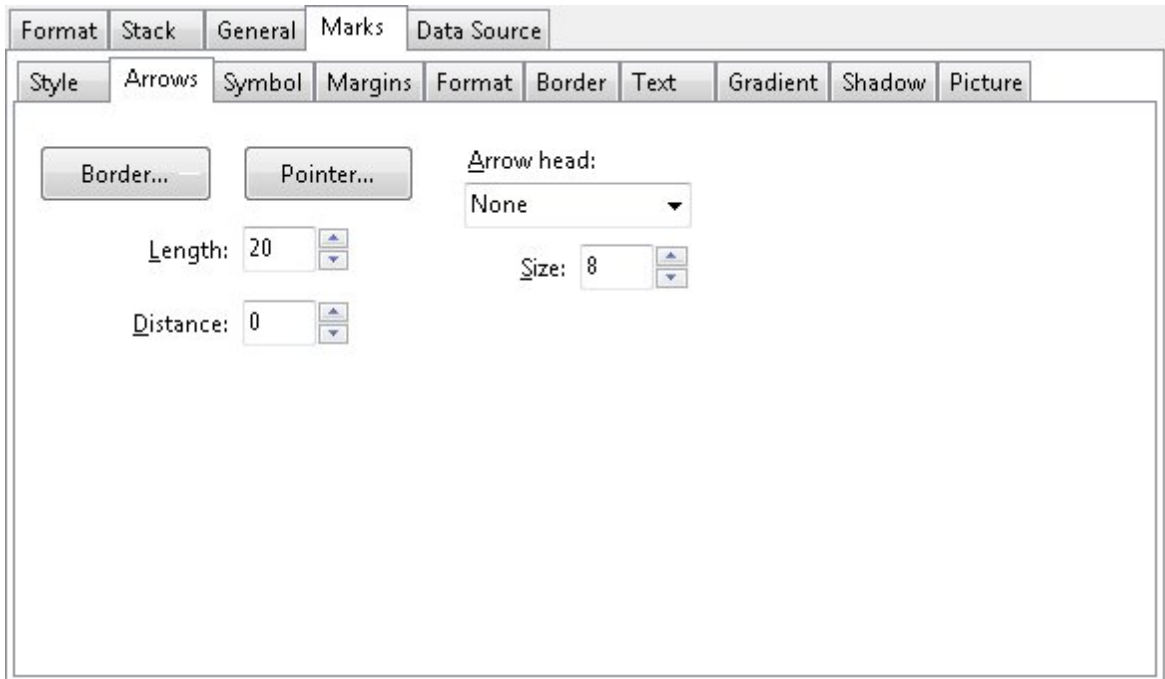 Format Stack General Marks Data Source
Style Arrows Symbol Margins Format Border Text Gradient Shadow Picture
Border... Pointer... Arrow head:
None
Length: 20
Size: 8
Distance: 0